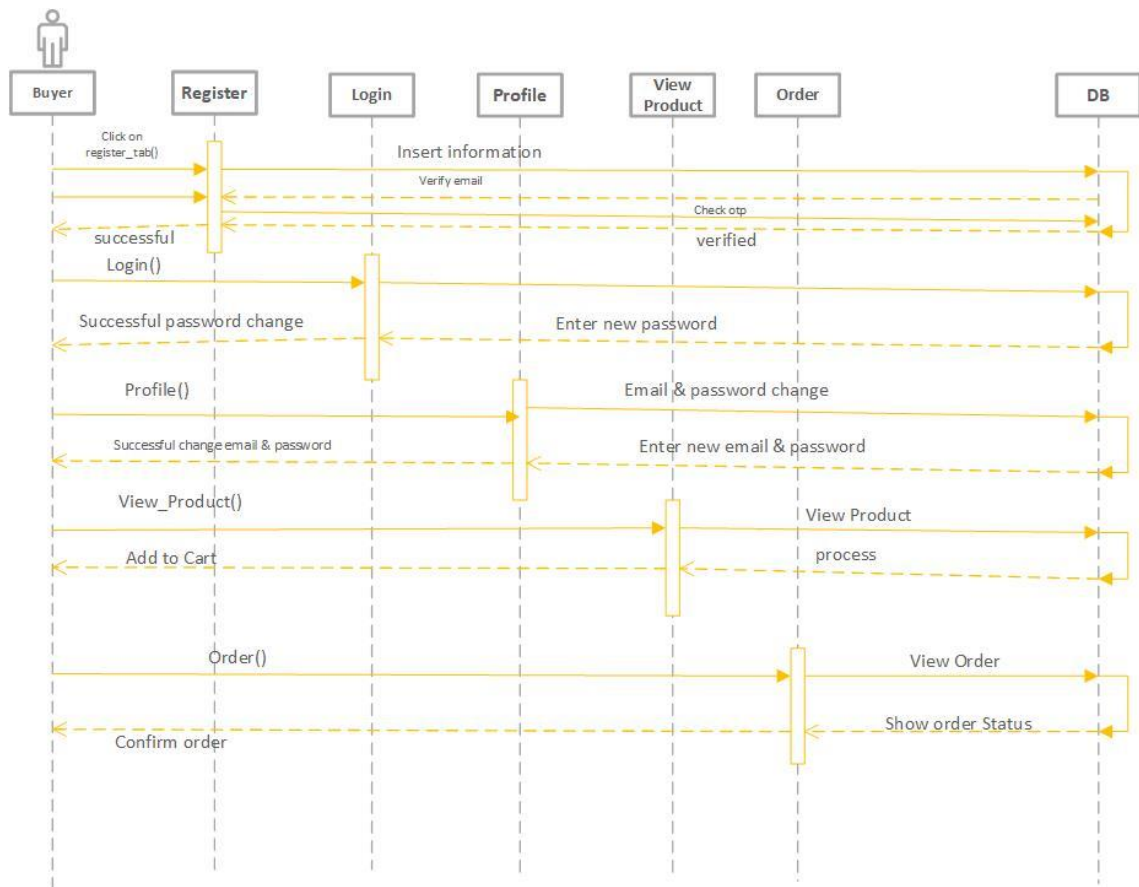 Buyer
Register
Login
Profile
View
Product
Order
DB
Click on
register_tab()
Insert information
Verify email
Check otp
successful
verified
Login()
Successful password change
Enter new password
Profile()
Email & password change
Successful change email & password
Enter new email & password
View_Product()
View Product
Add to Cart
process
Order()
View Order
Show order Status
Confirm order